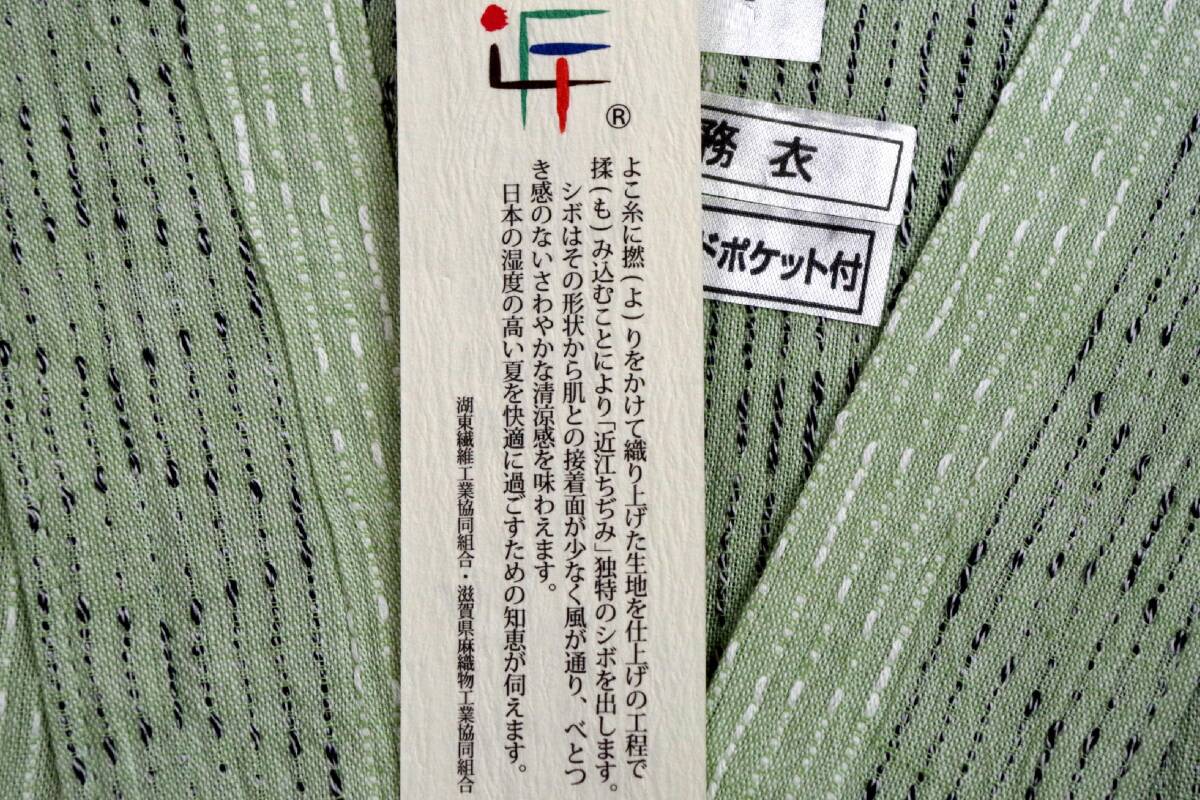 ®
よこ糸に撚(よ)りをかけて織り上げた生地を仕上げの工程で
揉(も)み込むことにより「近江ちぢみ」独特のシボを出します。
シボはその形状から肌との接着面が少なく風が通り、べとつ
き感のないさわやかな清涼感を味わえます。
日本の湿度の高い夏を快適に過ごすための知恵が伺えます。
湖東繊維工業協同組合・滋賀県麻織物工業協同組合
務衣
ドポケット付